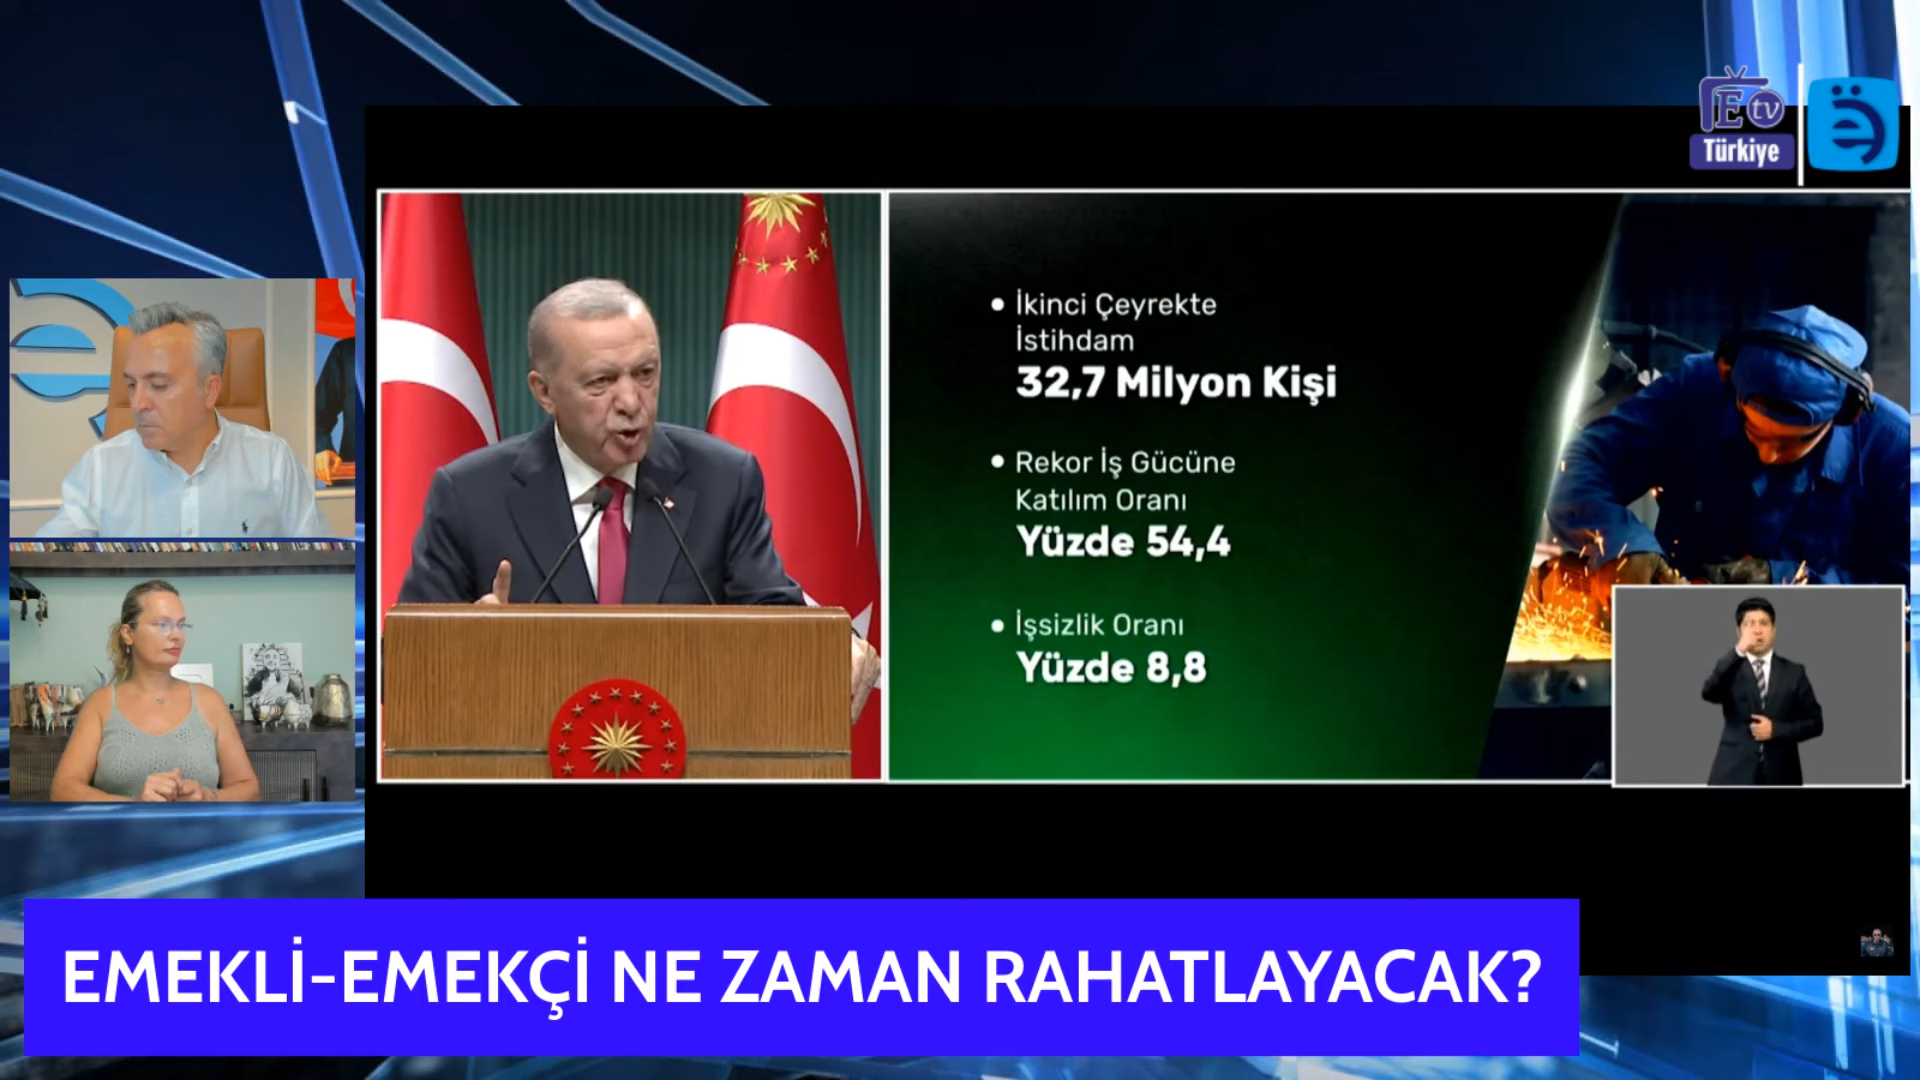 Etv
Türkiye
• İkinci Çeyrekte
İstihdam
32,7 Milyon Kişi
• Rekor İş Gücüne
Katılım Oranı
Yüzde 54,4
• İşsizlik Oranı
Yüzde 8,8
EMEKLİ-EMEKÇİ NE ZAMAN RAHATLAYACAK?